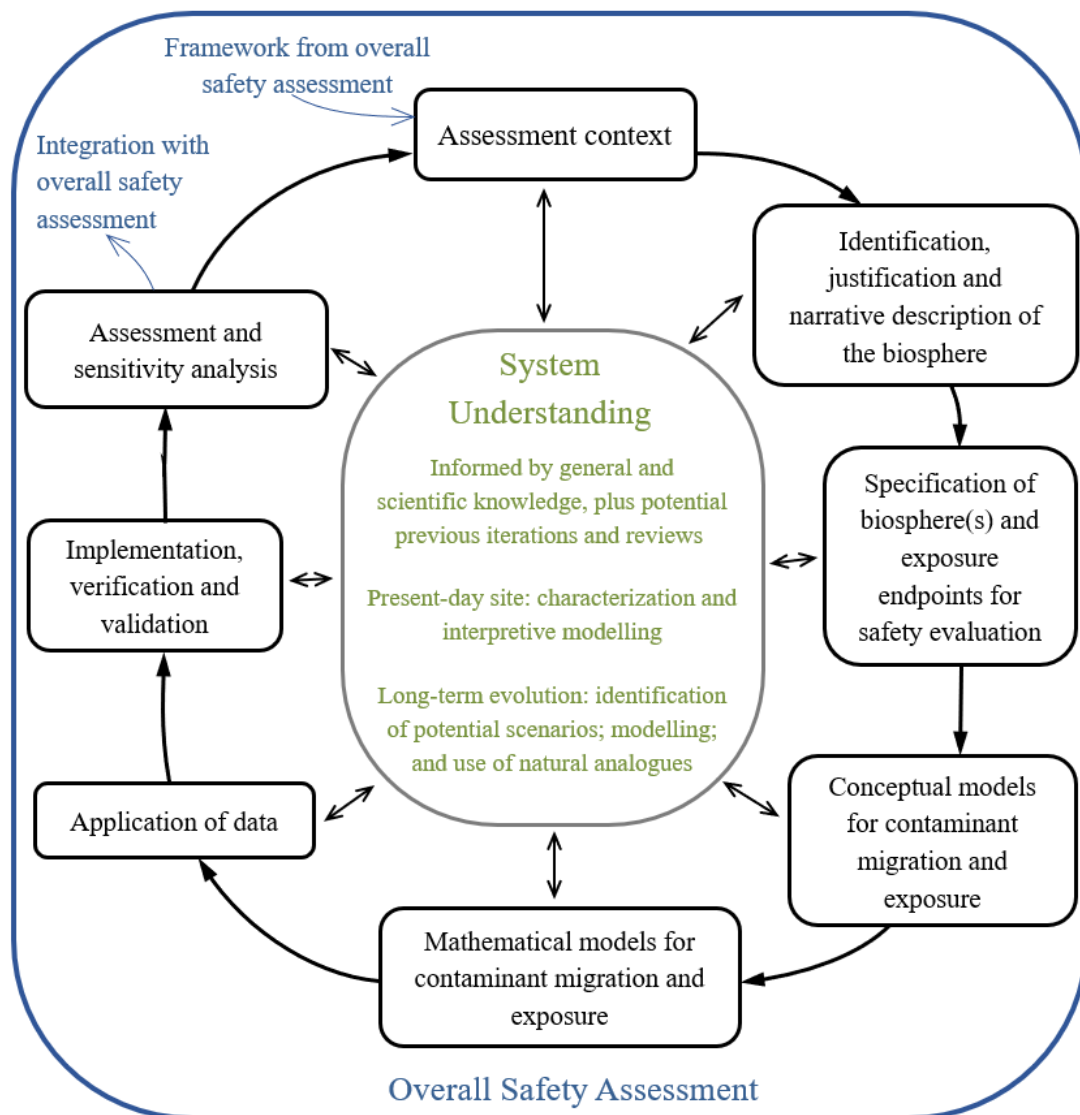 Framework from overall
safety assessment
Assessment context
Integration with
overall safety
assessment
Identification,
justification and
narrative description of
the biosphere
Assessment and
sensitivity analysis
System
Understanding
Informed by general and
scientific knowledge, plus potential
previous iterations and reviews
Present-day site: characterization and
interpretive modelling
Long-term evolution: identification
of potential scenarios; modelling;
and use of natural analogues
Specification of
biosphere(s) and
exposure
endpoints for
safety evaluation
Implementation,
verification and
validation
Conceptual models
for contaminant
migration and
exposure
Application of data
Mathematical models for
contaminant migration and
exposure
Overall Safety Assessment